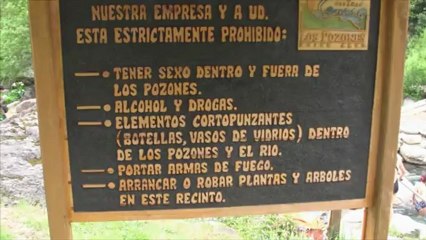 NUESTRA EMPRESA Y A UD.
ESTA ESTRICTAMENTE PROHIBIDO:
LOS POZONES
— TENER SEXO DENTRO Y FUERA DE
LOS POZONES.
— ALCOHOL Y DROGAS.
— ELEMENTOS CORTOPUNZANTES
(BOTELLAS, VASOS DE VIDRIOS) DENTRO
DE LOS POZONES Y EL RIO.
— PORTAR ARMAS DE FUEGO.
— ARRANCAR O ROBAR PLANTAS Y ARBOLES
EN ESTE RECINTO.